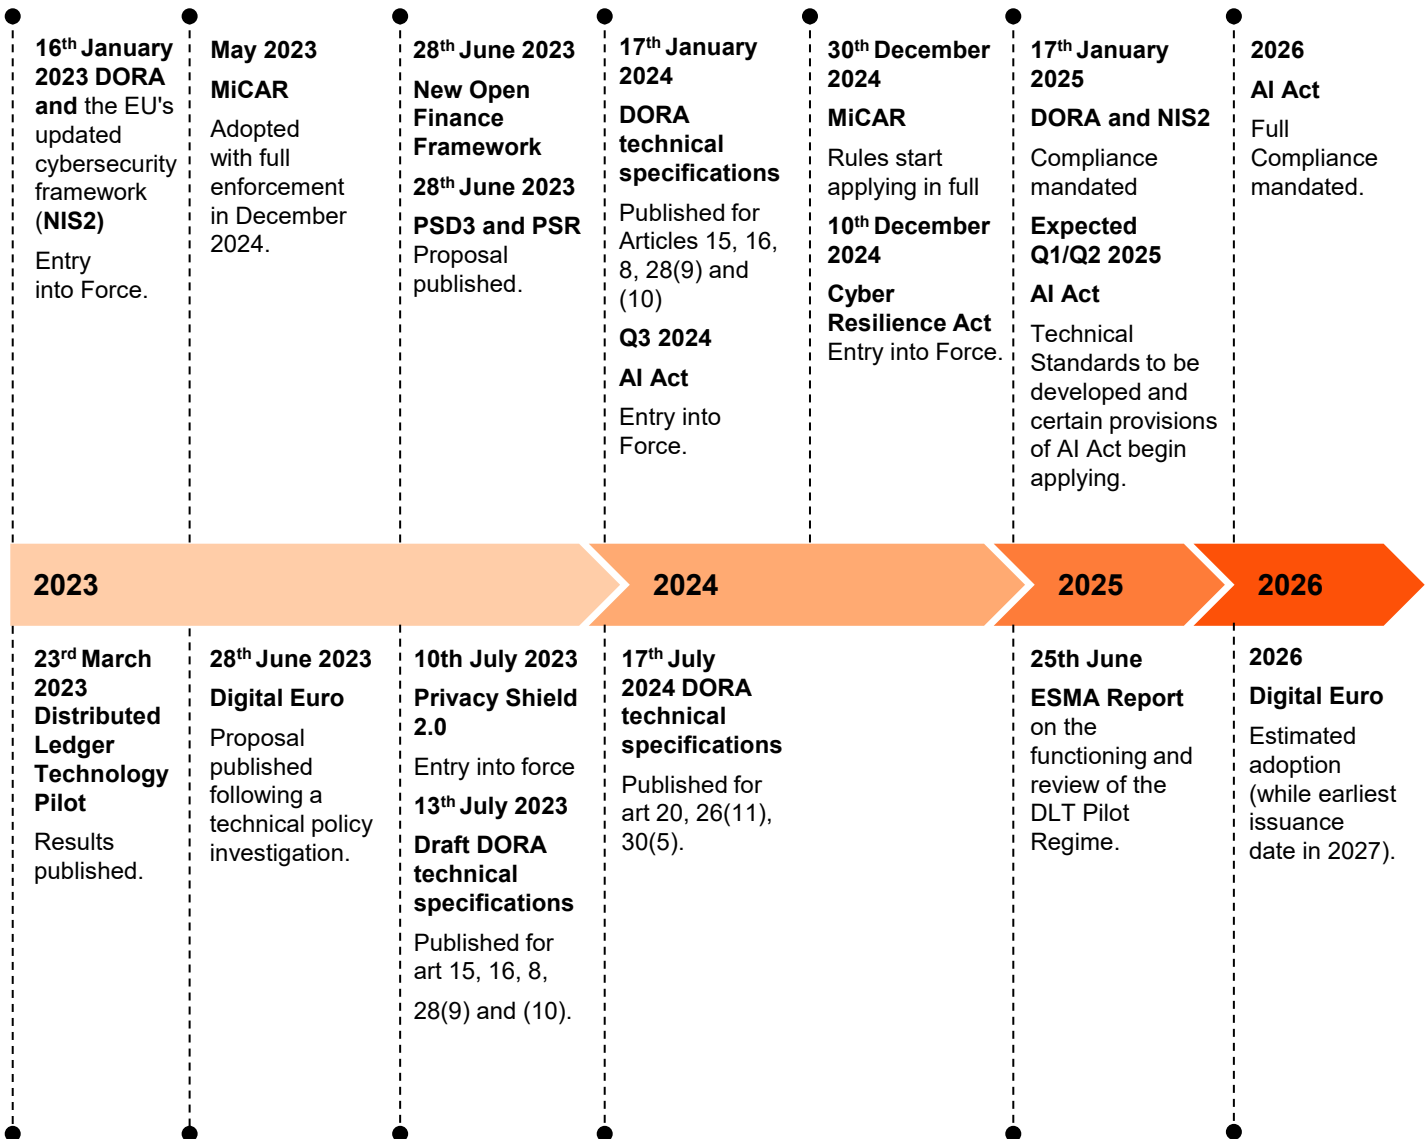 16th January
2023 DORA
and the EU's
updated
cybersecurity
framework
(NIS2)
Entry
into Force.
May 2023
MiCAR
Adopted
with full
enforcement
in December
2024.
28th June 2023
New Open
Finance
Framework
28th June 2023
PSD3 and PSR
Proposal
published.
17th January
2024
DORA
technical
specifications
Published for
Articles 15, 16,
8, 28(9) and
(10)
Q3 2024
AI Act
Entry into
Force.
30th December
2024
MiCAR
Rules start
applying in full
10th December
2024
Cyber
Resilience Act
Entry into Force.
17th January
2025
DORA and NIS2
Compliance
mandated
Expected
Q1/Q2 2025
AI Act
Technical
Standards to be
developed and
certain provisions
of AI Act begin
applying.
2026
AI Act
Full
Compliance
mandated.
2023
2024
2025
2026
23rd March
2023
Distributed
Ledger
Technology
Pilot
Results
published.
28th June 2023
Digital Euro
Proposal
published
following a
technical policy
investigation.
10th July 2023
Privacy Shield
2.0
Entry into force
13th July 2023
Draft DORA
technical
specifications
Published for
art 15, 16, 8,
28(9) and (10).
17th July
2024 DORA
technical
specifications
Published for
art 20, 26(11),
30(5).
25th June
ESMA Report
on the
functioning and
review of the
DLT Pilot
Regime.
2026
Digital Euro
Estimated
adoption
(while earliest
issuance
date in 2027).